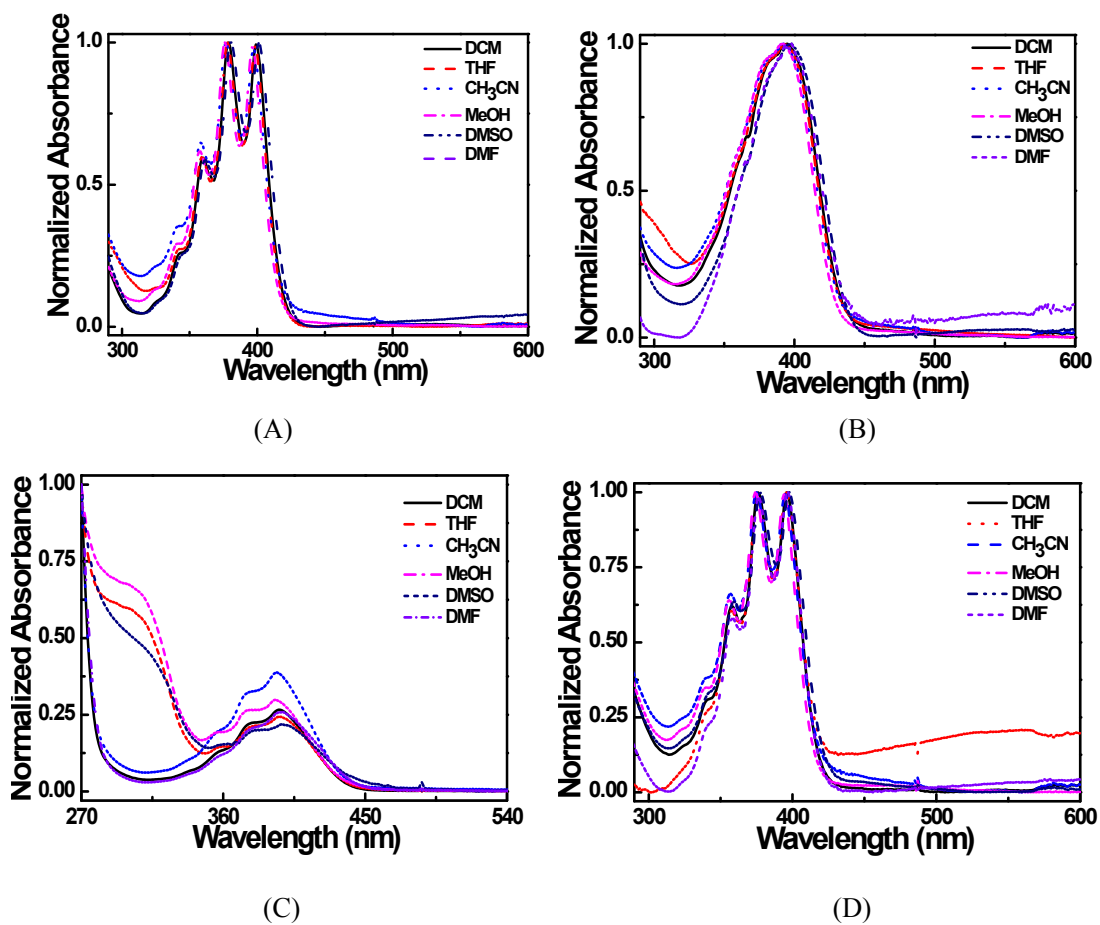 Normalized Absorbance
1.0
0.5
0.0
300
400
500
600
Wavelength (nm)
DCM
THF
CH3CN
MeOH
DMSO
DMF
(A)
Normalized Absorbance
1.0
0.5
0.0
300
400
500
600
Wavelength (nm)
DCM
THF
CH3CN
MeOH
DMSO
DMF
(B)
Normalized Absorbance
1.00
0.75
0.50
0.25
0.00
270
360
450
540
Wavelength (nm)
DCM
THF
CH3CN
MeOH
DMSO
DMF
(C)
Normalized Absorbance
1.00
0.75
0.50
0.25
0.00
300
400
500
600
Wavelength (nm)
DCM
THF
CH3CN
MeOH
DMSO
DMF
(D)